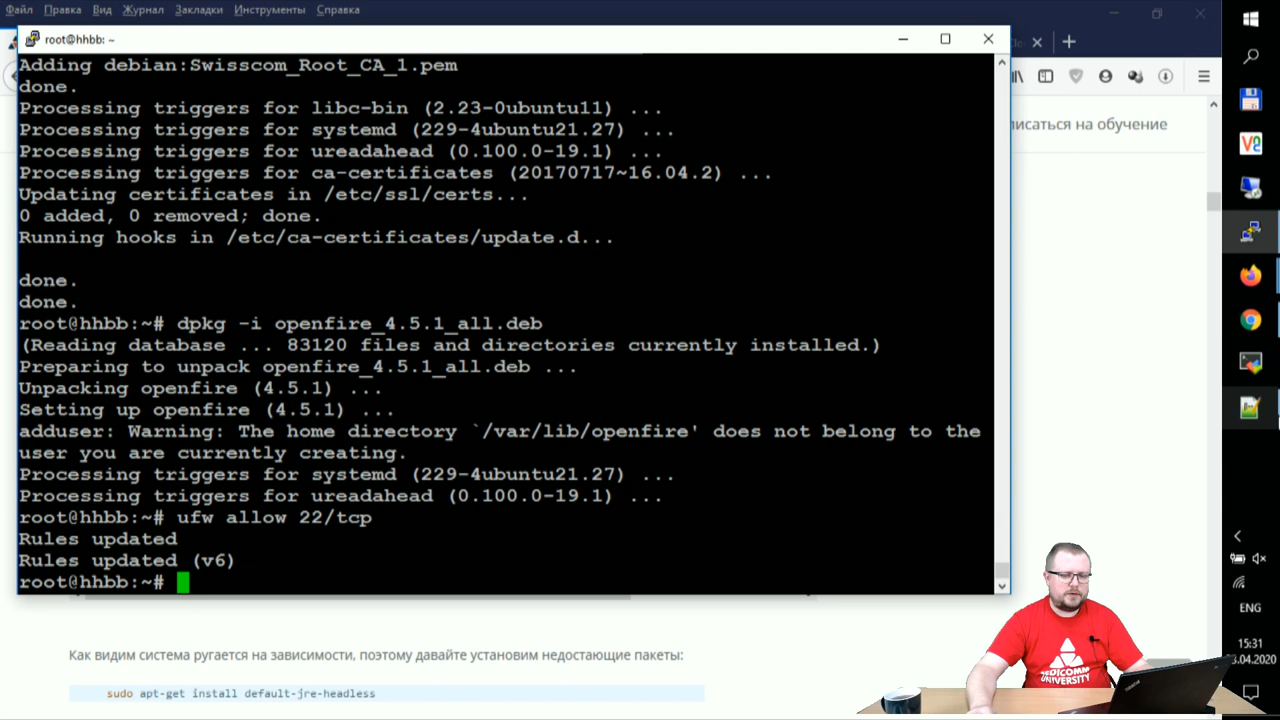 Файл Правка Вид Журнал Закладки Инструменты Справка
root@hhbb: ~
Adding debian:Swisscom_Root_CA_1.pem
done.
Processing triggers for libc-bin (2.23-0ubuntu11) ...
Processing triggers for systemd (229-4ubuntu21.27) ...
Processing triggers for ureadahead (0.100.0-19.1) ...
Processing triggers for ca-certificates (20170717~16.04.2) ...
Updating certificates in /etc/ssl/certs...
0 added, 0 removed; done.
Running hooks in /etc/ca-certificates/update.d...
done.
done.
root@hhbb:~# dpkg -i openfire_4.5.1_all.deb
(Reading database ... 83120 files and directories currently installed.)
Preparing to unpack openfire_4.5.1_all.deb ...
Unpacking openfire (4.5.1) ...
Setting up openfire (4.5.1) ...
adduser: Warning: The home directory `/var/lib/openfire' does not belong to the
user you are currently creating.
Processing triggers for systemd (229-4ubuntu21.27) ...
Processing triggers for ureadahead (0.100.0-19.1) ...
root@hhbb:~# ufw allow 22/tcp
Rules updated
Rules updated (v6)
root@hhbb:~#
писаться на обучение
Как видим система ругается на зависимости, поэтому давайте установим недостающие пакеты:
sudo apt-get install default-jre-headless
ENG
15:31
3.04.2020
UNIVERSITY